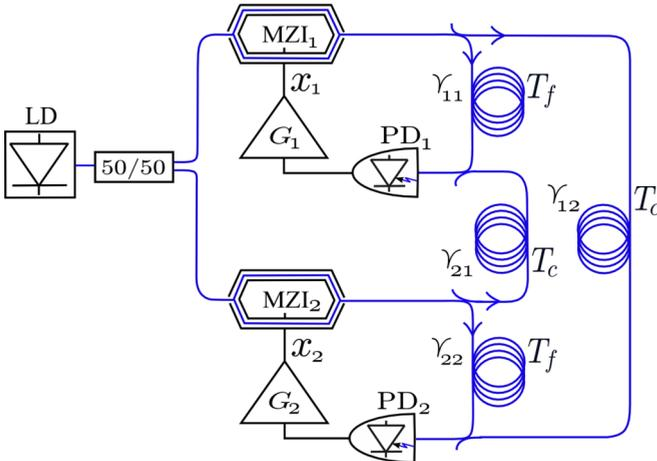 MZI₁
LD
50/50
x₁
G₁
PD₁
γ₁₁
T_f
γ₁₂
T_c
γ₂₁
T_c
MZI₂
x₂
G₂
PD₂
γ₂₂
T_f